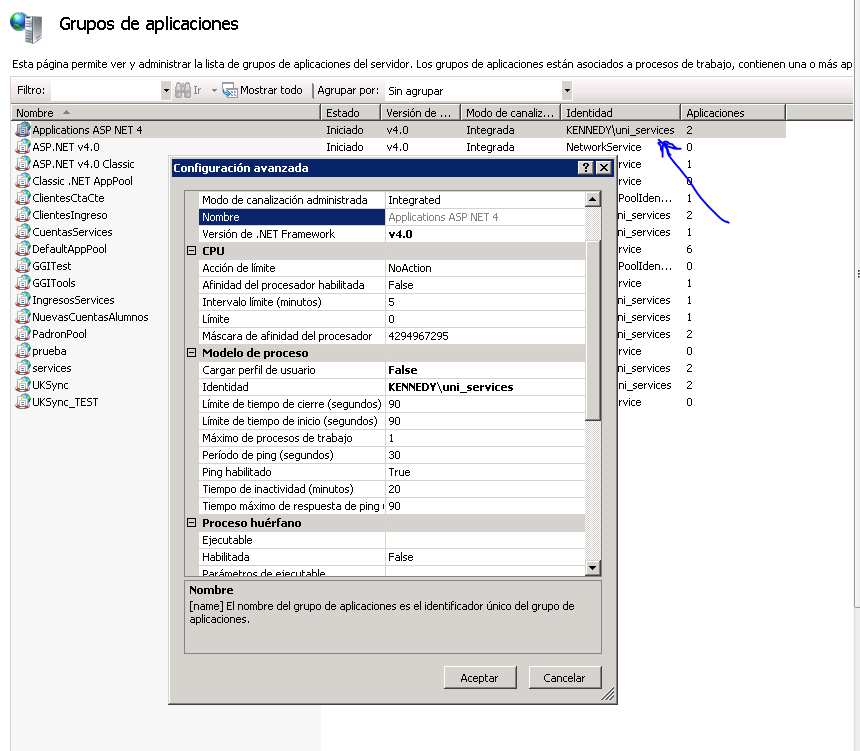 Grupos de aplicaciones
Esta página permite ver y administrar la lista de grupos de aplicaciones del servidor. Los grupos de aplicaciones están asociados a procesos de trabajo, contienen una o más ap
Filtro: Ir Mostrar todo Agrupar por: Sin agrupar
Nombre Estado Versión de ... Modo de canaliz... Identidad Aplicaciones
Applications ASP NET 4 Iniciado v4.0 Integrada KENNEDY\uni_services 2
ASP.NET v4.0 Iniciado v4.0 Integrada NetworkService 0
ASP.NET v4.0 Classic rvice 1
Classic .NET AppPool rvice 0
ClientesCtaCte PoolIden... 1
ClientesIngreso ni_services 2
CuentasServices ni_services 1
DefaultAppPool rvice 6
GGITest PoolIden... 0
GGITools rvice 1
IngresosServices ni_services 1
NuevasCuentasAlumnos ni_services 1
PadronPool ni_services 2
prueba rvice 0
services ni_services 2
UKSync ni_services 2
UKSync_TEST rvice 0
Configuración avanzada
Modo de canalización administrada Integrated
Nombre Applications ASP NET 4
Versión de .NET Framework v4.0
CPU
Acción de límite NoAction
Afinidad del procesador habilitada False
Intervalo límite (minutos) 5
Límite 0
Máscara de afinidad del procesador 4294967295
Modelo de proceso
Cargar perfil de usuario False
Identidad KENNEDY\uni_services
Límite de tiempo de cierre (segundos) 90
Límite de tiempo de inicio (segundos) 90
Máximo de procesos de trabajo 1
Período de ping (segundos) 30
Ping habilitado True
Tiempo de inactividad (minutos) 20
Tiempo máximo de respuesta de ping 90
Proceso huérfano
Ejecutable
Habilitada False
Parámetros de ejecutable
Nombre
[name] El nombre del grupo de aplicaciones es el identificador único del grupo de
aplicaciones.
Aceptar Cancelar